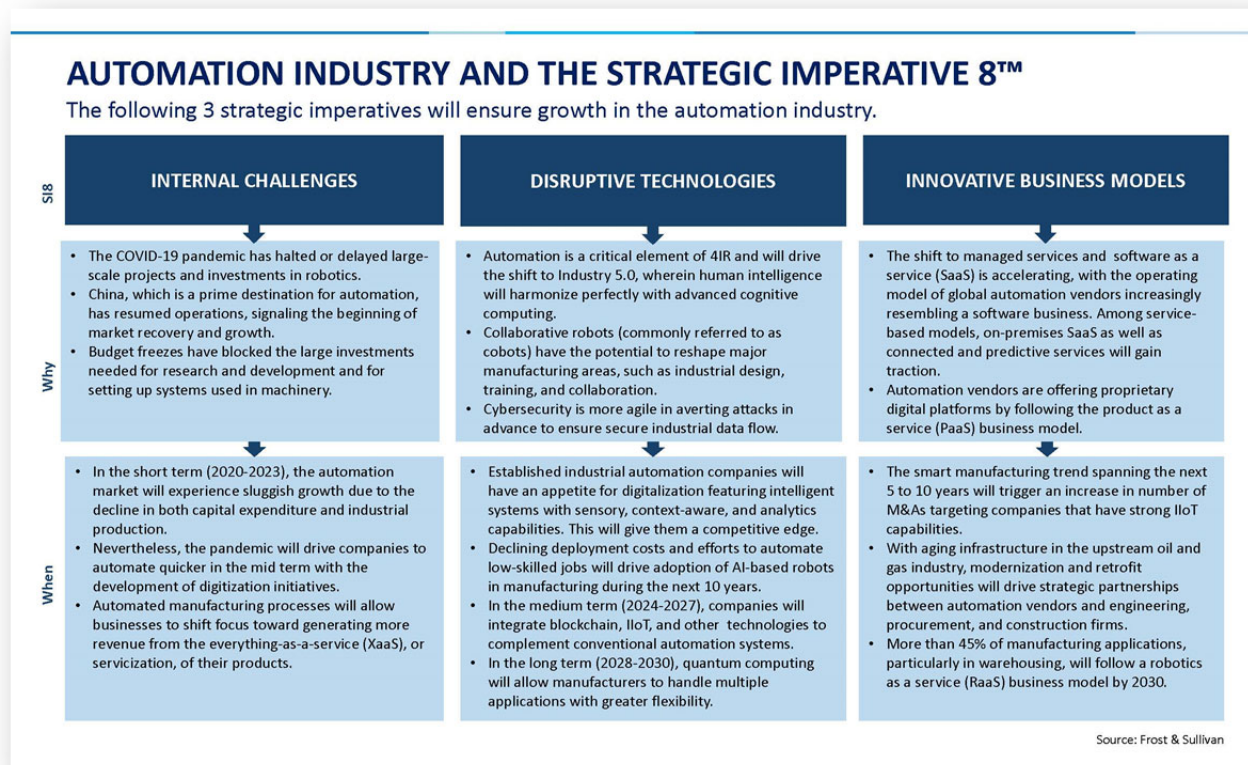 AUTOMATION INDUSTRY AND THE STRATEGIC IMPERATIVE 8™
The following 3 strategic imperatives will ensure growth in the automation industry.
SI8
INTERNAL CHALLENGES
DISRUPTIVE TECHNOLOGIES
INNOVATIVE BUSINESS MODELS
Why
• The COVID-19 pandemic has halted or delayed large-
scale projects and investments in robotics.
• China, which is a prime destination for automation,
has resumed operations, signaling the beginning of
market recovery and growth.
• Budget freezes have blocked the large investments
needed for research and development and for
setting up systems used in machinery.
• Automation is a critical element of 4IR and will drive
the shift to Industry 5.0, wherein human intelligence
will harmonize perfectly with advanced cognitive
computing.
• Collaborative robots (commonly referred to as
cobots) have the potential to reshape major
manufacturing areas, such as industrial design,
training, and collaboration.
• Cybersecurity is more agile in averting attacks in
advance to ensure secure industrial data flow.
• The shift to managed services and software as a
service (SaaS) is accelerating, with the operating
model of global automation vendors increasingly
resembling a software business. Among service-
based models, on-premises SaaS as well as
connected and predictive services will gain
traction.
• Automation vendors are offering proprietary
digital platforms by following the product as a
service (PaaS) business model.
When
• In the short term (2020-2023), the automation
market will experience sluggish growth due to the
decline in both capital expenditure and industrial
production.
• Nevertheless, the pandemic will drive companies to
automate quicker in the mid term with the
development of digitization initiatives.
• Automated manufacturing processes will allow
businesses to shift focus toward generating more
revenue from the everything-as-a-service (XaaS), or
servicization, of their products.
• Established industrial automation companies will
have an appetite for digitalization featuring intelligent
systems with sensory, context-aware, and analytics
capabilities. This will give them a competitive edge.
• Declining deployment costs and efforts to automate
low-skilled jobs will drive adoption of AI-based robots
in manufacturing during the next 10 years.
• In the medium term (2024-2027), companies will
integrate blockchain, IIoT, and other technologies to
complement conventional automation systems.
• In the long term (2028-2030), quantum computing
will allow manufacturers to handle multiple
applications with greater flexibility.
• The smart manufacturing trend spanning the next
5 to 10 years will trigger an increase in number of
M&As targeting companies that have strong IIoT
capabilities.
• With aging infrastructure in the upstream oil and
gas industry, modernization and retrofit
opportunities will drive strategic partnerships
between automation vendors and engineering,
procurement, and construction firms.
• More than 45% of manufacturing applications,
particularly in warehousing, will follow a robotics
as a service (RaaS) business model by 2030.
Source: Frost & Sullivan